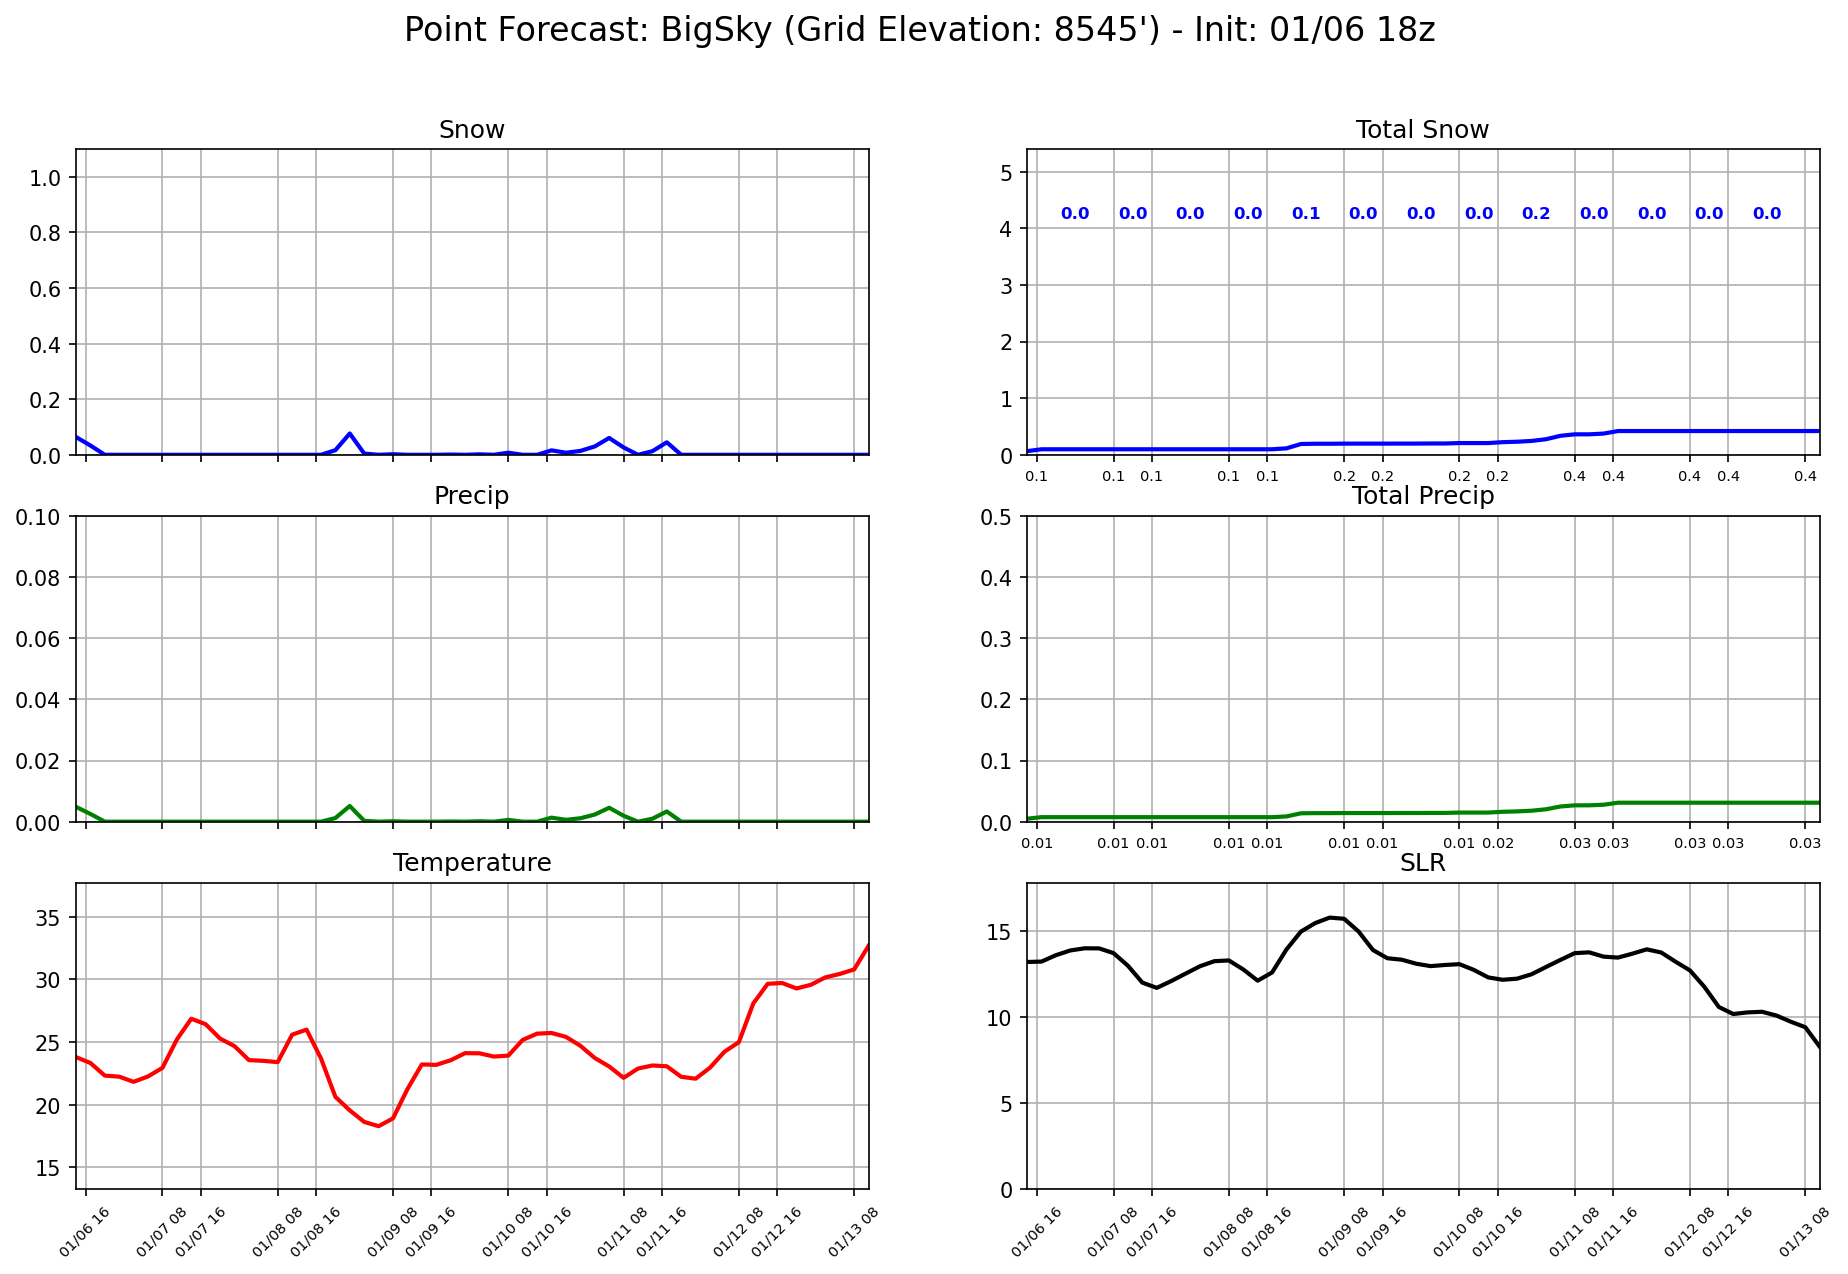 Point Forecast: BigSky (Grid Elevation: 8545') - Init: 01/06 18z
Snow
1.0
0.8
0.6
0.4
0.2
0.0
Total Snow
5
4
3
2
1
0
0.0 0.0 0.0 0.0 0.1 0.0 0.0 0.0 0.2 0.0 0.0 0.0 0.0
0.1 0.1 0.1 0.1 0.1 0.2 0.2 0.2 0.2 0.4 0.4 0.4 0.4 0.4
Precip
0.10
0.08
0.06
0.04
0.02
0.00
Total Precip
0.5
0.4
0.3
0.2
0.1
0.0
0.01 0.01 0.01 0.01 0.01 0.01 0.01 0.01 0.02 0.03 0.03 0.03 0.03 0.03
Temperature
35
30
25
20
15
01/06 16 01/07 08 01/07 16 01/08 08 01/08 16 01/09 08 01/09 16 01/10 08 01/10 16 01/11 08 01/11 16 01/12 08 01/12 16 01/13 08
SLR
15
10
5
0
01/06 16 01/07 08 01/07 16 01/08 08 01/08 16 01/09 08 01/09 16 01/10 08 01/10 16 01/11 08 01/11 16 01/12 08 01/12 16 01/13 08